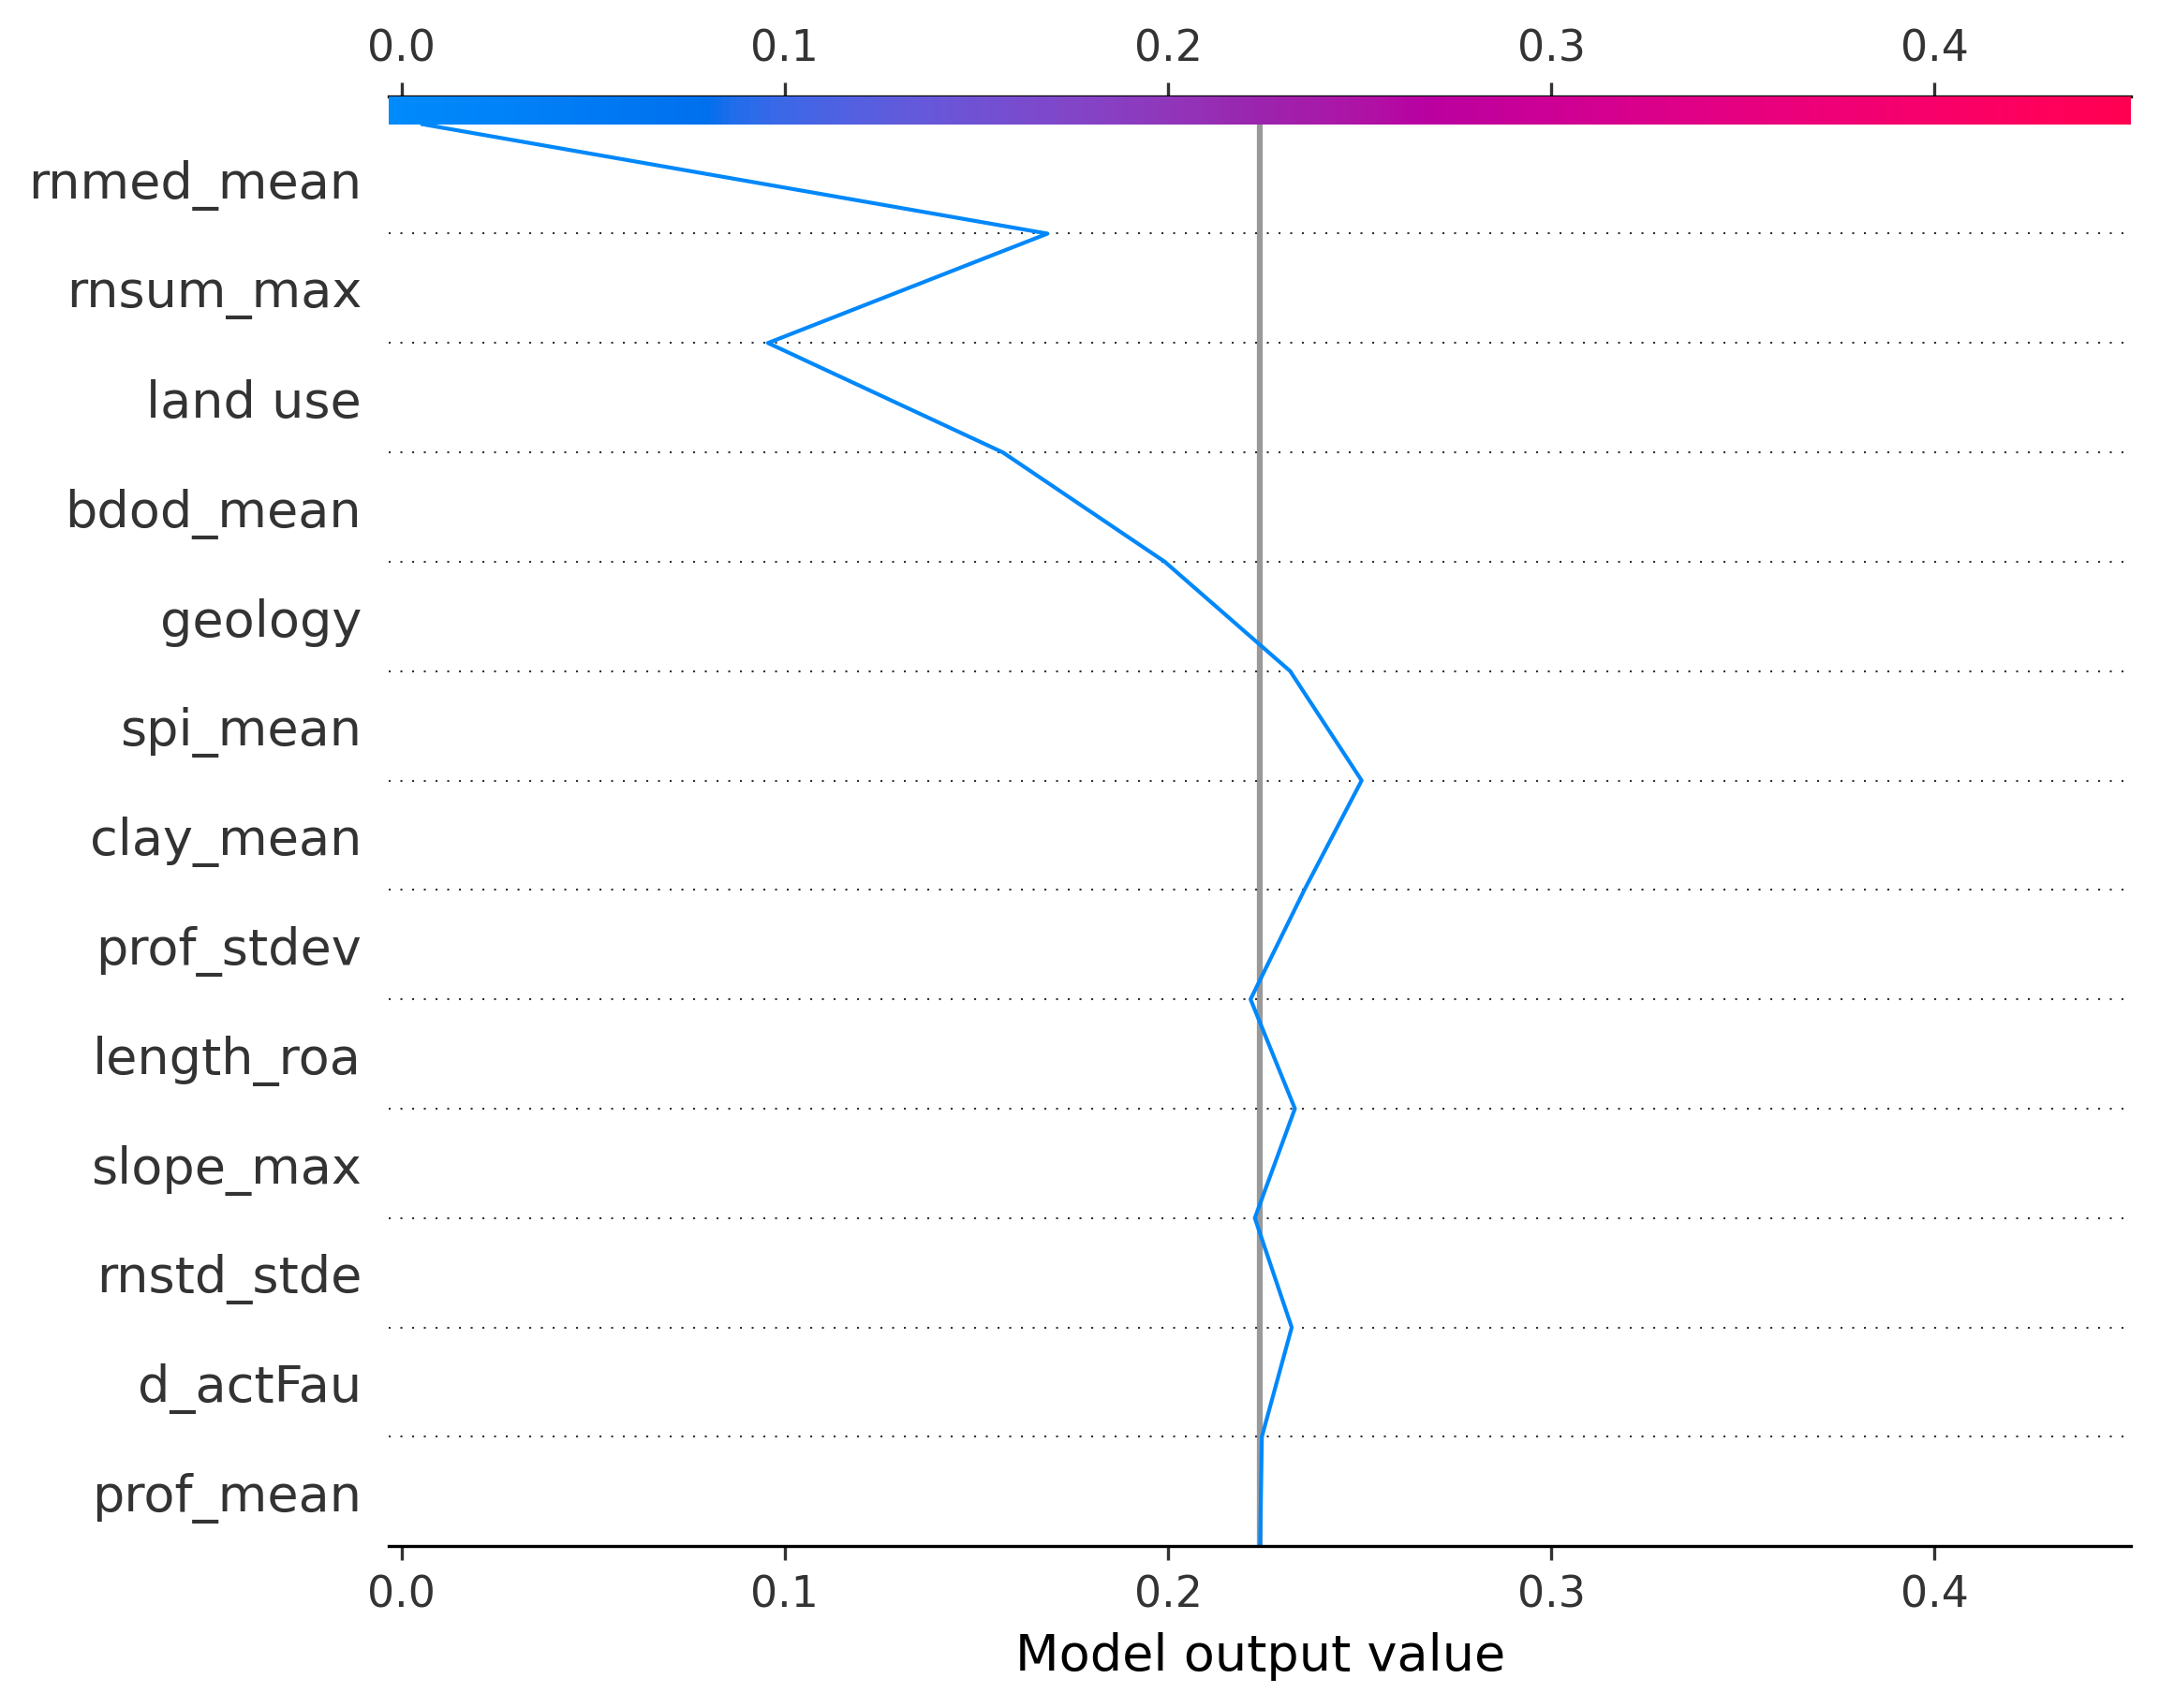 0.0 0.1 0.2 0.3 0.4
rnmed_mean
rnsum_max
land use
bdod_mean
geology
spi_mean
clay_mean
prof_stdev
length_roa
slope_max
rnstd_stde
d_actFau
prof_mean
0.0 0.1 0.2 0.3 0.4
Model output value